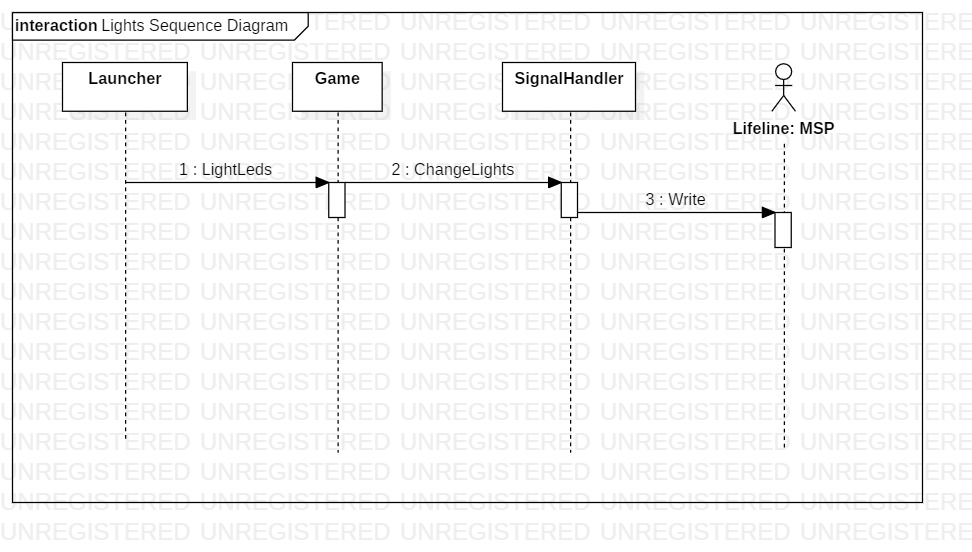 interaction Lights Sequence Diagram
Launcher
Game
SignalHandler
Lifeline: MSP
1 : LightLeds
2 : ChangeLights
3 : Write
UNREGISTERED UNREGISTERED UNREGISTERED UNREGISTERED UNREGISTERED